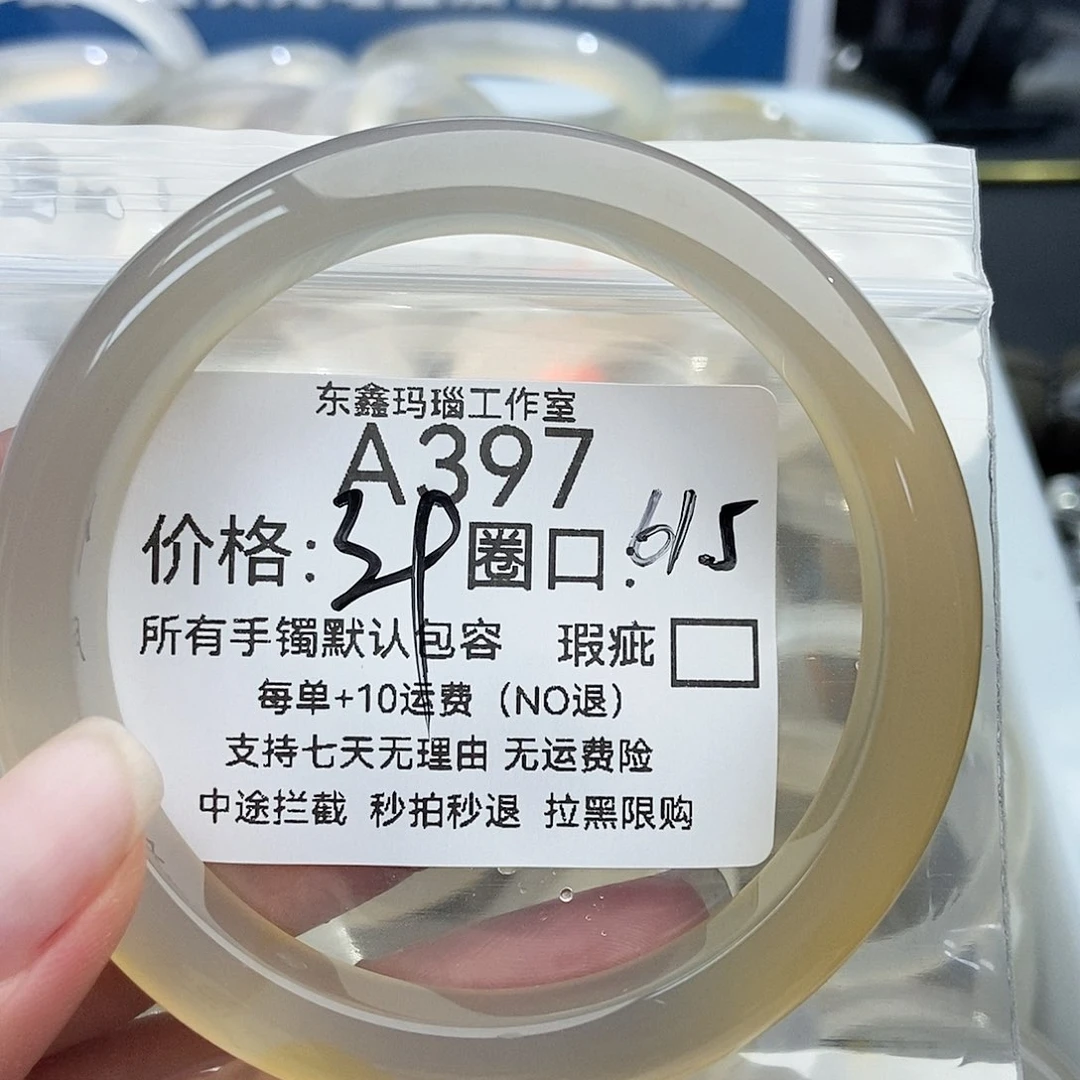 东鑫玛瑙工作室
A397
价格:39 圈口:61.5
所有手镯默认包容 瑕疵
每单+10运费（NO退）
支持七天无理由 无运费险
中途拦截 秒拍秒退 拉黑限购